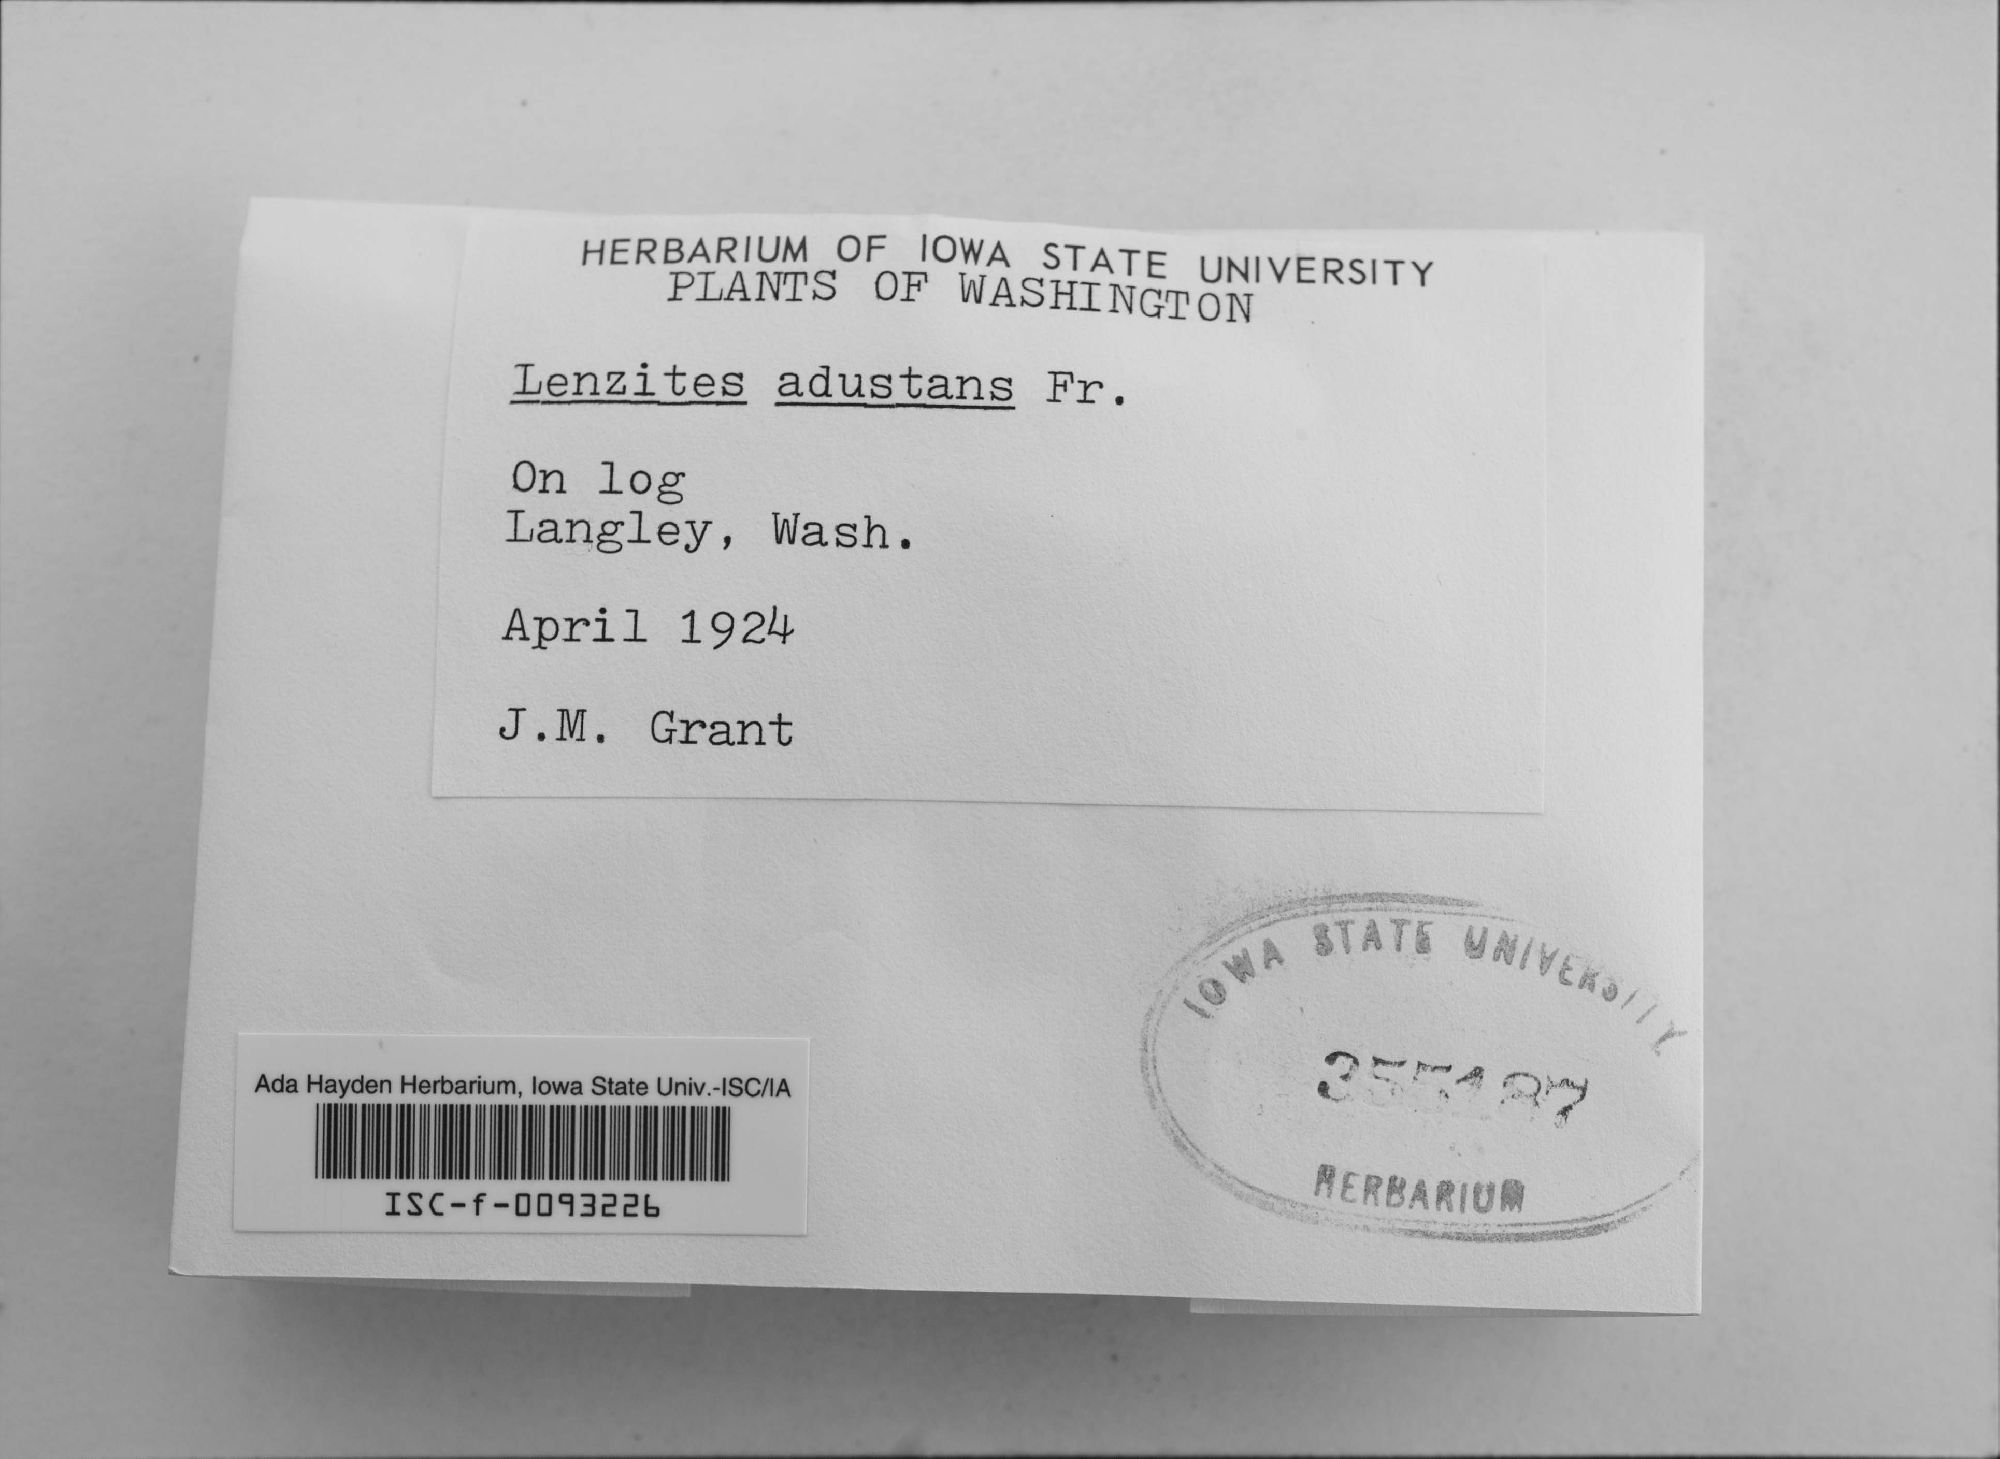 HERBARIUM OF IOWA STATE UNIVERSITY
PLANTS OF WASHINGTON
Lenzites adustans Fr.
On log
Langley, Wash.
April 1924
J.M. Grant
IOWA STATE UNIVERSITY
355187
HERBARIUM
Ada Hayden Herbarium, Iowa State Univ.-ISC/IA
ISC-f-0093226